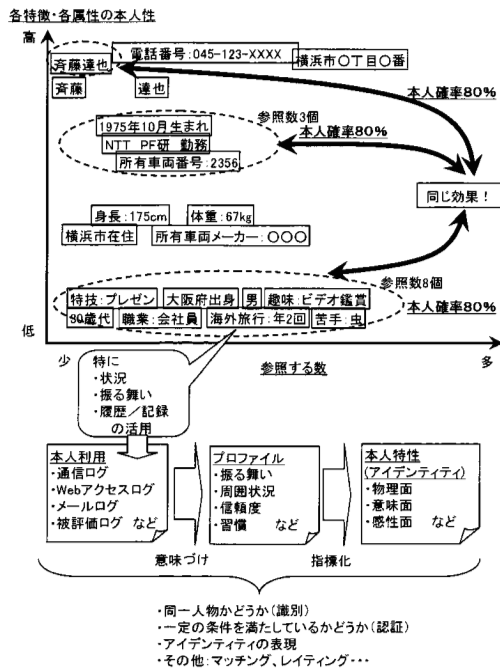 各特徴・各属性の本人性
高
電話番号:045-123-XXXX
斉藤達也
横浜市〇丁目〇番
斉藤
達也
本人確率80%
参照数3個
1975年10月生まれ
本人確率80%
NTT PF研 勤務
所有車両番号:2356
同じ効果!
身長:175cm
体重:67kg
横浜市在住
所有車両メーカー:〇〇〇
参照数8個
特技:プレゼン
大阪府出身
男
趣味:ビデオ鑑賞
本人確率80%
30歳代
職業:会社員
海外旅行:年2回
苦手:虫
低
少
参照する数
多
特に
・状況
・振る舞い
・履歴/記録
の活用
本人利用
・通信ログ
・Webアクセスログ
・メールログ
・被評価ログ など
プロファイル
・振る舞い
・周囲状況
・信頼度
・習慣 など
本人特性
(アイデンティティ)
・物理面
・意味面
・感性面 など
意味づけ
指標化
・同一人物かどうか(識別)
・一定の条件を満たしているかどうか(認証)
・アイデンティティの表現
・その他:マッチング、レイティング・・・